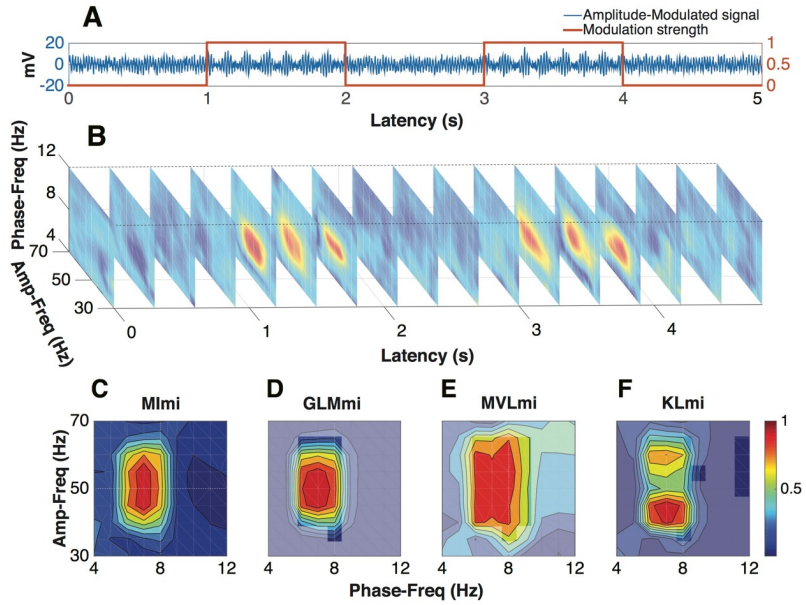 A
Amplitude-Modulated signal
Modulation strength
mV
20
0
-20
1
0.5
0
0 1 2 3 4 5
Latency (s)
B
Phase-Freq (Hz)
12
8
4
70
50
30
Amp-Freq (Hz)
0 1 2 3 4
Latency (s)
C D E F
MImi GLMmi MVLmi KLmi
Amp-Freq (Hz)
70
50
30
4 8 12 4 8 12 4 8 12 4 8 12
Phase-Freq (Hz)
1
0.5